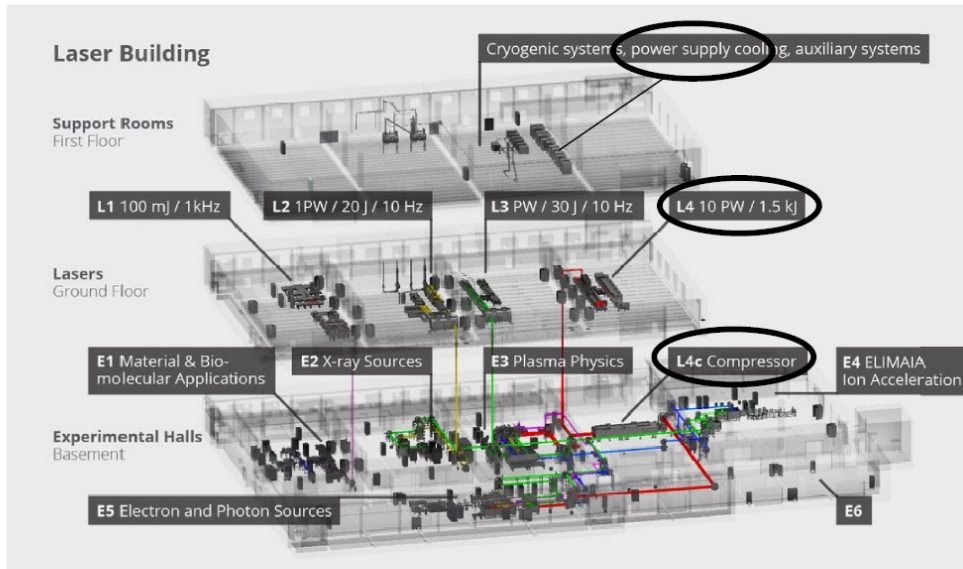 Laser Building
Cryogenic systems, power supply cooling, auxiliary systems
Support Rooms
First Floor
L1 100 mJ / 1kHz
L2 1PW / 20 J / 10 Hz
L3 PW / 30 J / 10 Hz
L4 10 PW / 1.5 kJ
Lasers
Ground Floor
E1 Material & Bio-
molecular Applications
E2 X-ray Sources
E3 Plasma Physics
L4c Compressor
E4 ELIMAIA
Ion Acceleration
Experimental Halls
Basement
E5 Electron and Photon Sources
E6